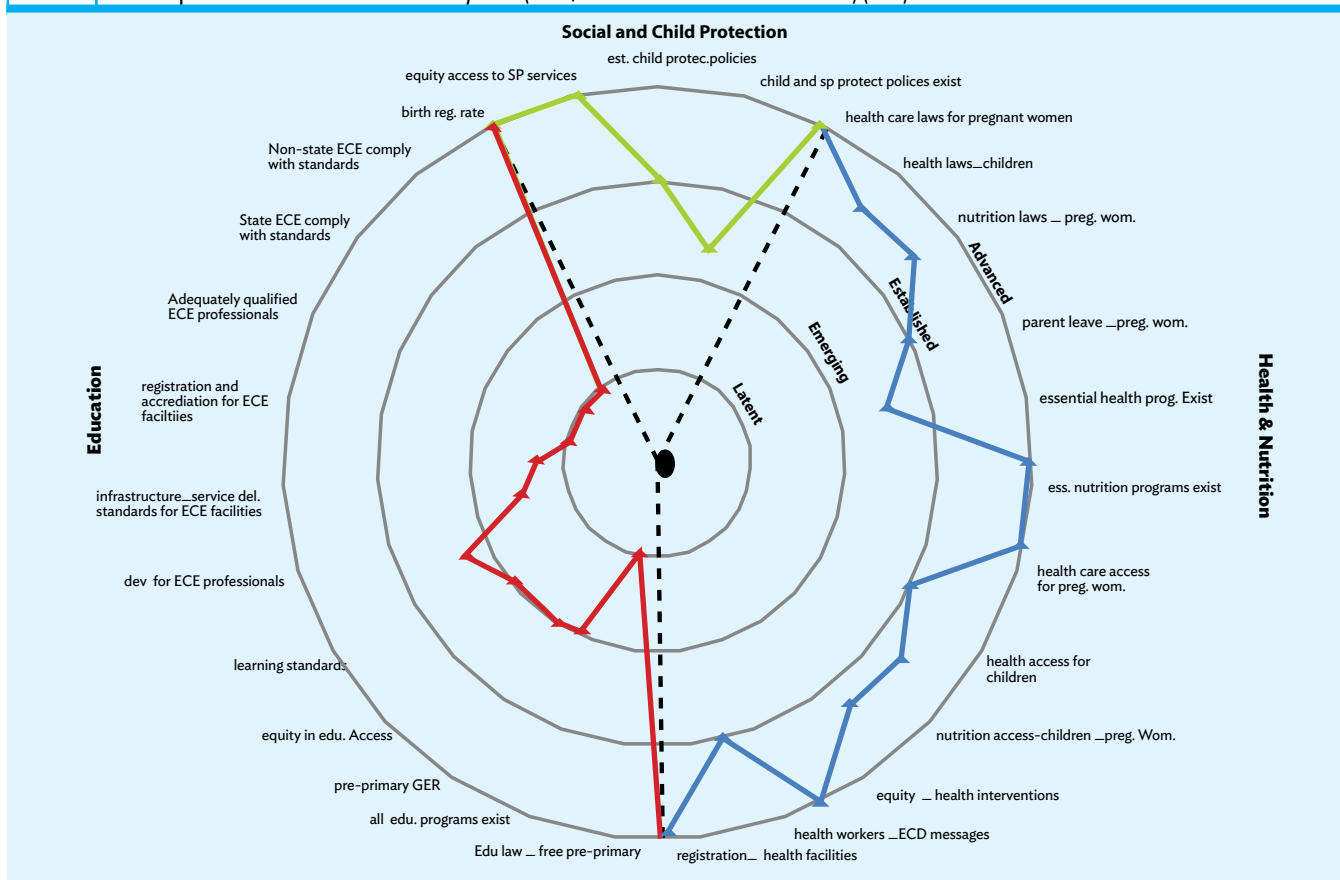 Social and Child Protection
est. child protec.policies
equity access to SP services
child and sp protect polices exist
birth reg. rate
health care laws for pregnant women
Non-state ECE comply
with standards
health laws_children
State ECE comply
with standards
nutrition laws _ preg. wom.
Advanced
Established
Emerging
Latent
Adequately qualified
ECE professionals
parent leave _preg. wom.
Education
registration and
accrediation for ECE
faciltiies
essential health prog. Exist
Health & Nutrition
infrastructure_service del.
standards for ECE facilities
ess. nutrition programs exist
dev for ECE professionals
health care access
for preg. wom.
learning standards
health access for
children
equity in edu. Access
nutrition access-children _preg. Wom.
pre-primary GER
equity _ health interventions
all edu. programs exist
health workers _ECD messages
Edu law _ free pre-primary
registration_ health facilities